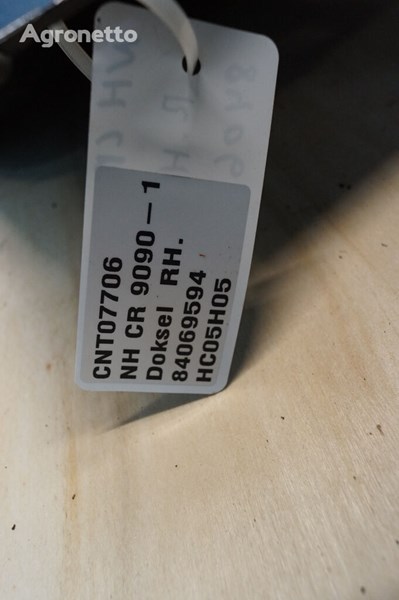 Agronetto
CNT07706
NH CR 9090-1
Doksel RH.
84069594
HC05H05